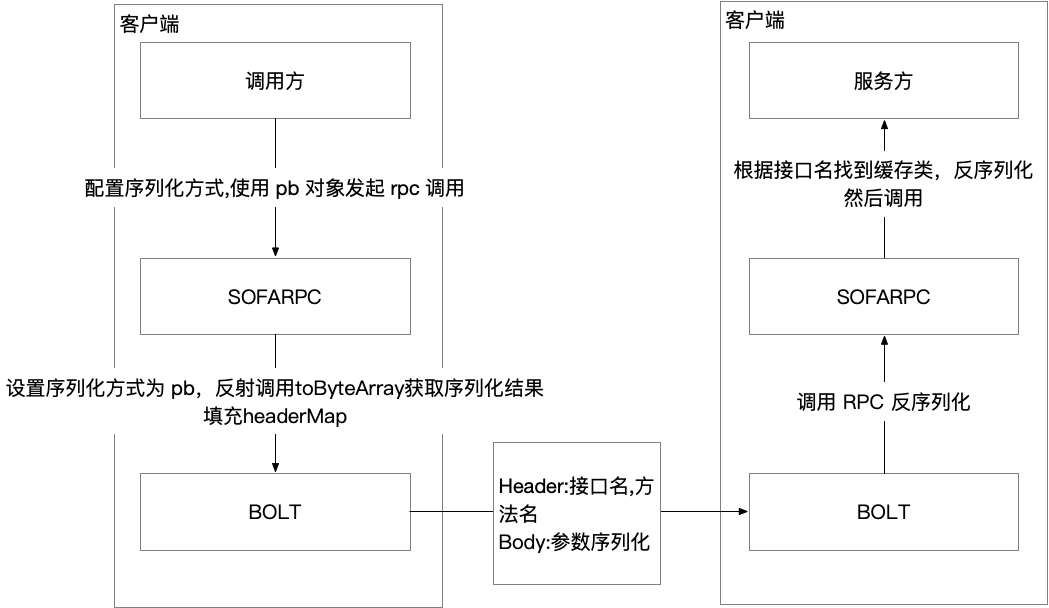 客户端
调用方
配置序列化方式,使用 pb 对象发起 rpc 调用
SOFARPC
设置序列化方式为 pb，反射调用toByteArray获取序列化结果
填充headerMap
BOLT
Header:接口名,方
法名
Body:参数序列化
客户端
服务方
根据接口名找到缓存类，反序列化
然后调用
SOFARPC
调用 RPC 反序列化
BOLT